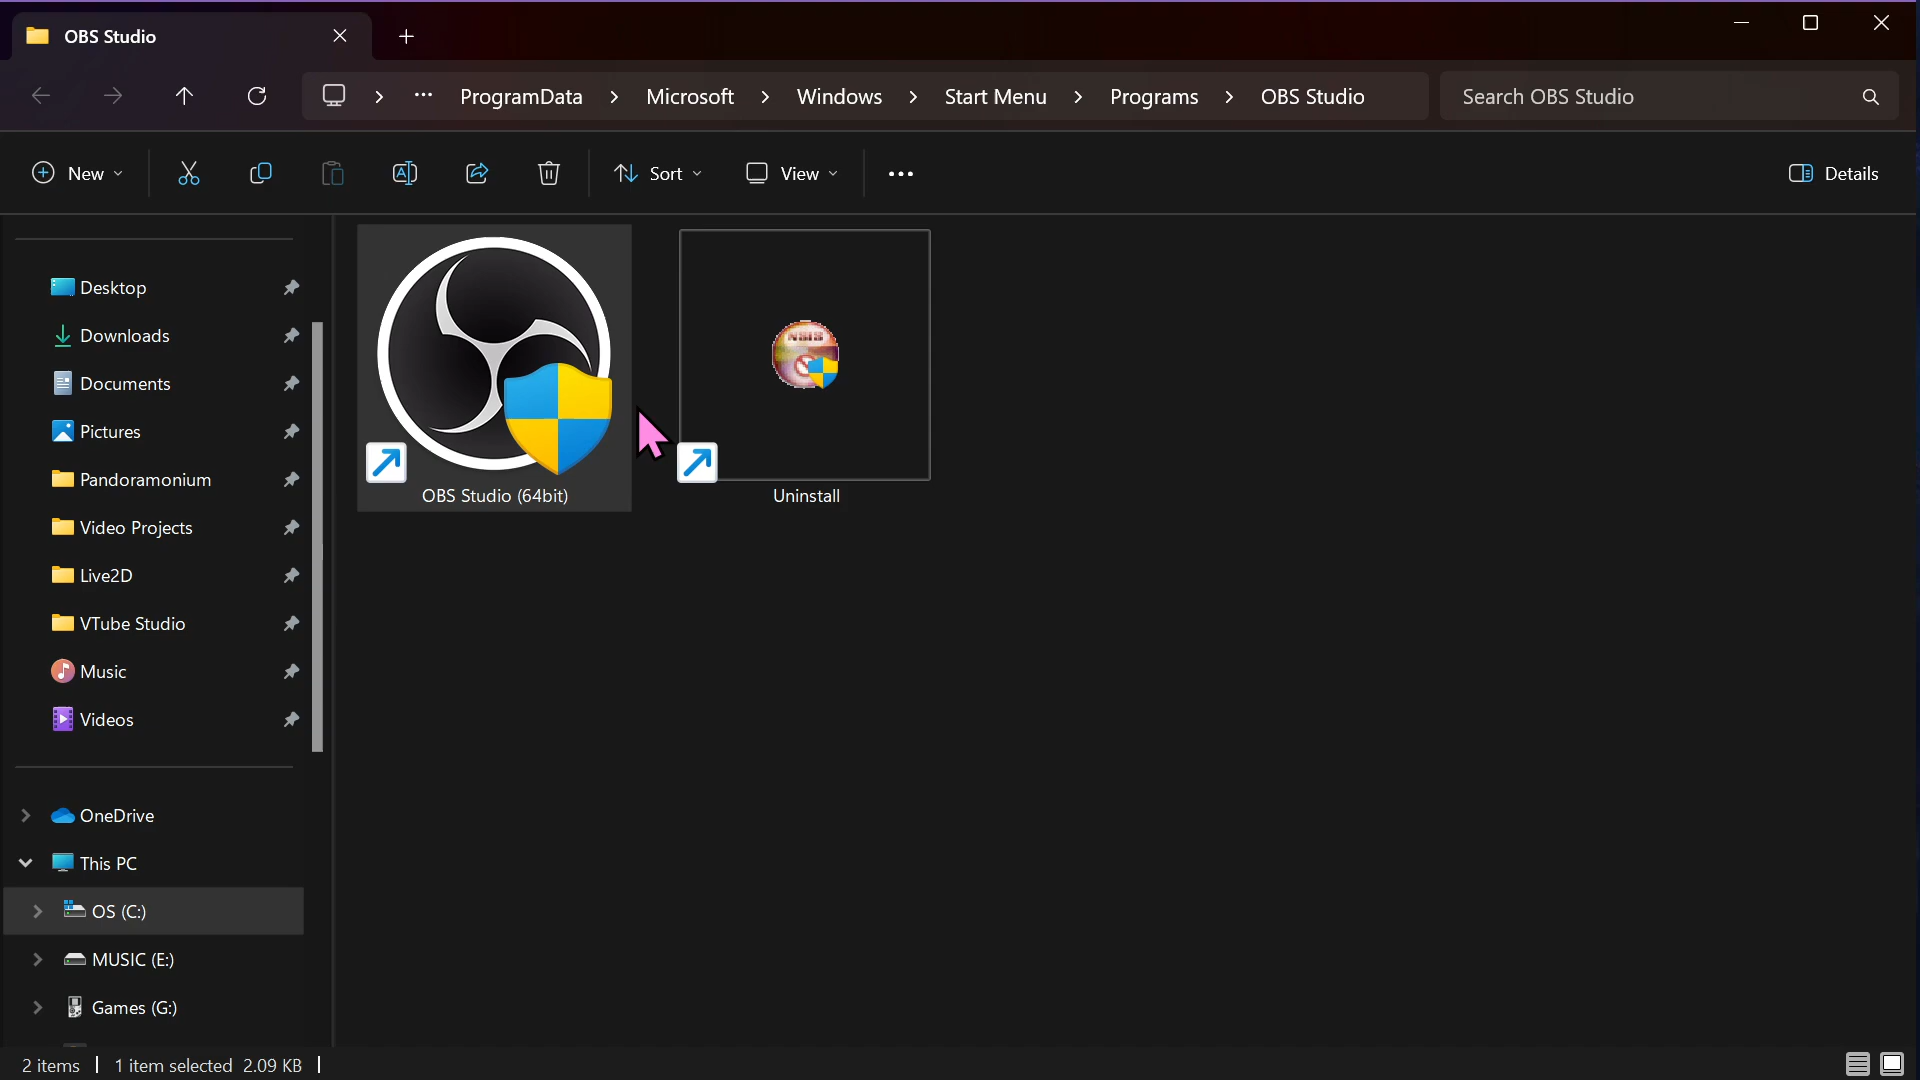 OBS Studio
ProgramData > Microsoft > Windows > Start Menu > Programs > OBS Studio
Search OBS Studio
New
Sort
View
Details
Desktop
Downloads
Documents
Pictures
Pandoramonium
Video Projects
Live2D
VTube Studio
Music
Videos
OneDrive
This PC
OS (C:)
MUSIC (E:)
Games (G:)
NSIS
OBS Studio (64bit)
Uninstall
2 items | 1 item selected 2.09 KB |